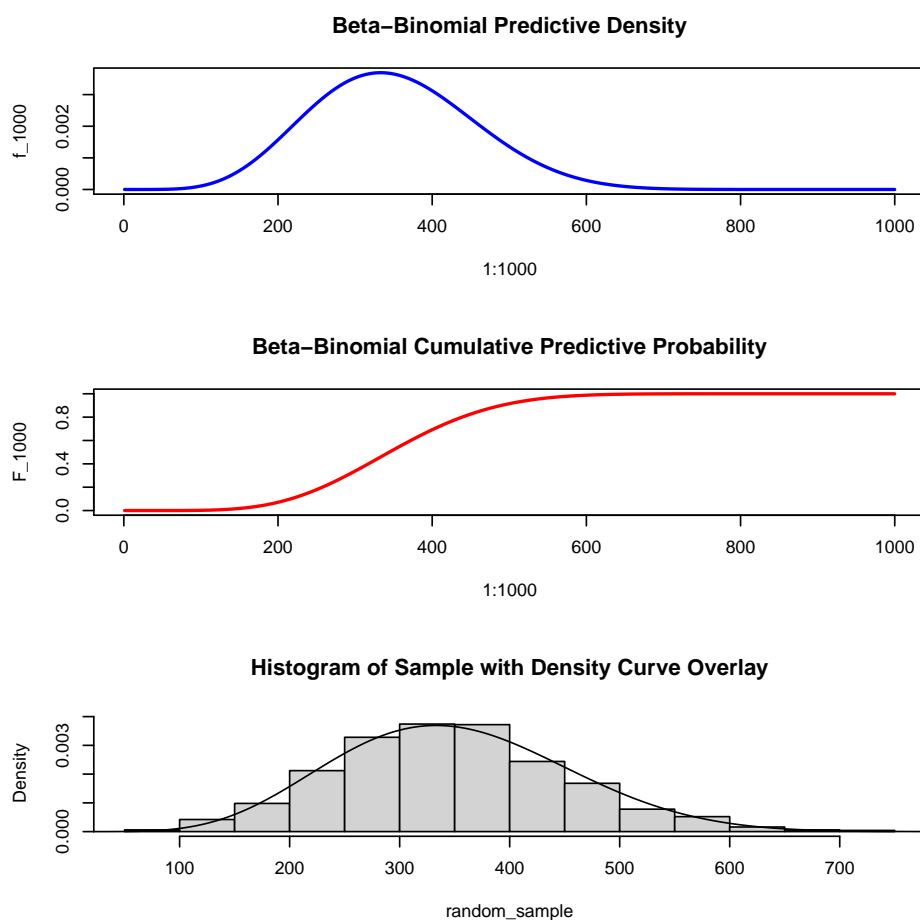 Beta−Binomial Predictive Density
f_1000
0.002
0.000
0 200 400 600 800 1000
1:1000
Beta−Binomial Cumulative Predictive Probability
F_1000
0.8
0.4
0.0
0 200 400 600 800 1000
1:1000
Histogram of Sample with Density Curve Overlay
Density
0.003
0.000
100 200 300 400 500 600 700
random_sample